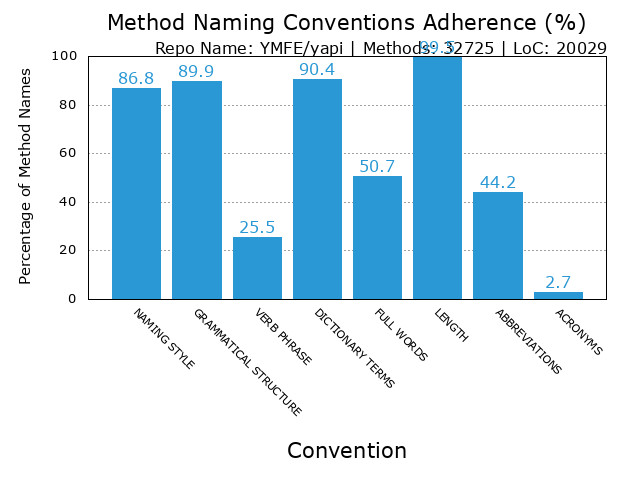 Method Naming Conventions Adherence (%)
Repo Name: YMFE/yapi | Methods: 32725 | LoC: 20029
Percentage of Method Names
100
80
60
40
20
0
86.8
89.9
25.5
90.4
50.7
99.5
44.2
2.7
NAMING STYLE
GRAMMATICAL STRUCTURE
VERB PHRASE
DICTIONARY TERMS
FULL WORDS
LENGTH
ABBREVIATIONS
ACRONYMS
Convention